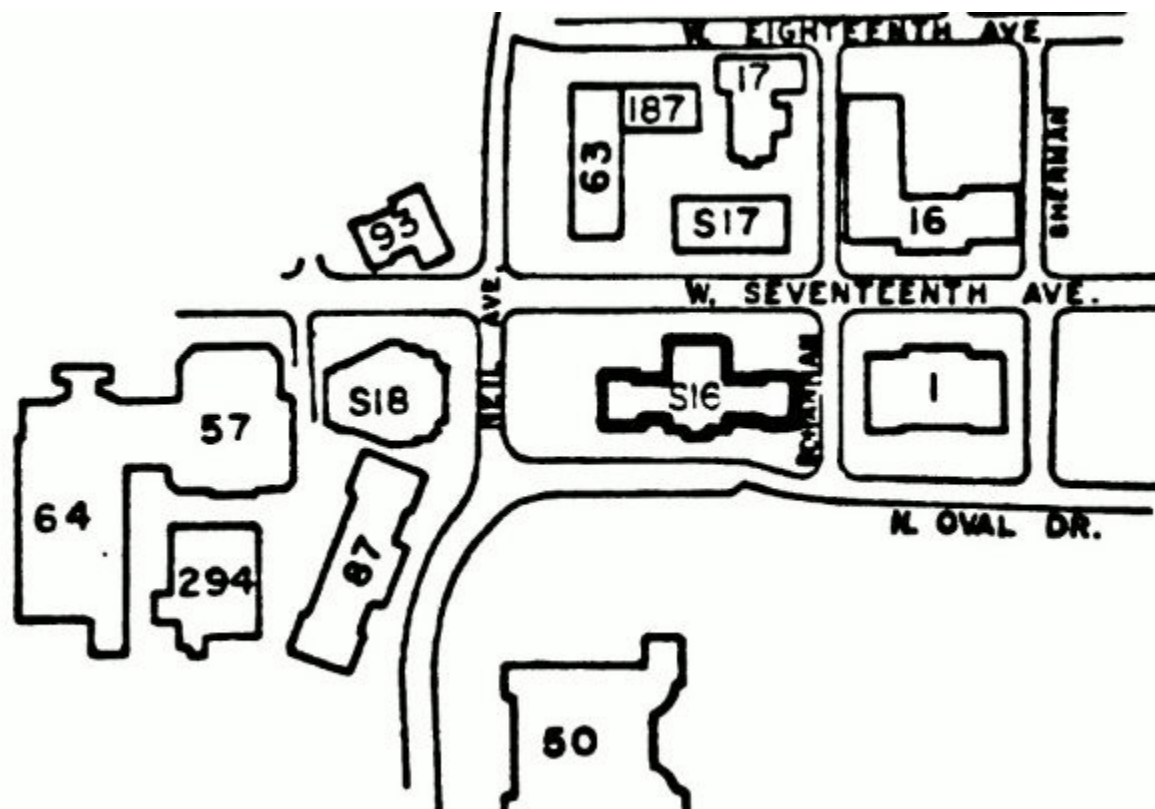 W. EIGHTEENTH AVE
17
187
63
SHERMAN
S17
16
93
W. SEVENTEENTH AVE.
NEIL AVE.
S16
1
S18
57
64
N. OVAL DR.
294
87
50